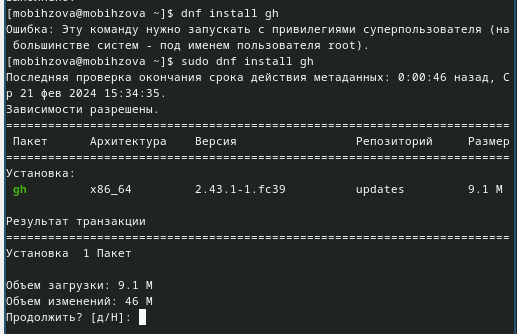 [mobihzova@mobihzova ~]$ dnf install gh
Ошибка: Эту команду нужно запускать с привилегиями суперпользователя (на
 большинстве систем - под именем пользователя root).
[mobihzova@mobihzova ~]$ sudo dnf install gh
Последняя проверка окончания срока действия метаданных: 0:00:46 назад, С
р 21 фев 2024 15:34:35.
Зависимости разрешены.
========================================================================
 Пакет Архитектура Версия Репозиторий Размер
========================================================================
Установка:
 gh x86_64 2.43.1-1.fc39 updates 9.1 M

Результат транзакции
========================================================================
Установка  1 Пакет

Объем загрузки: 9.1 M
Объем изменений: 46 M
Продолжить? [д/Н]: